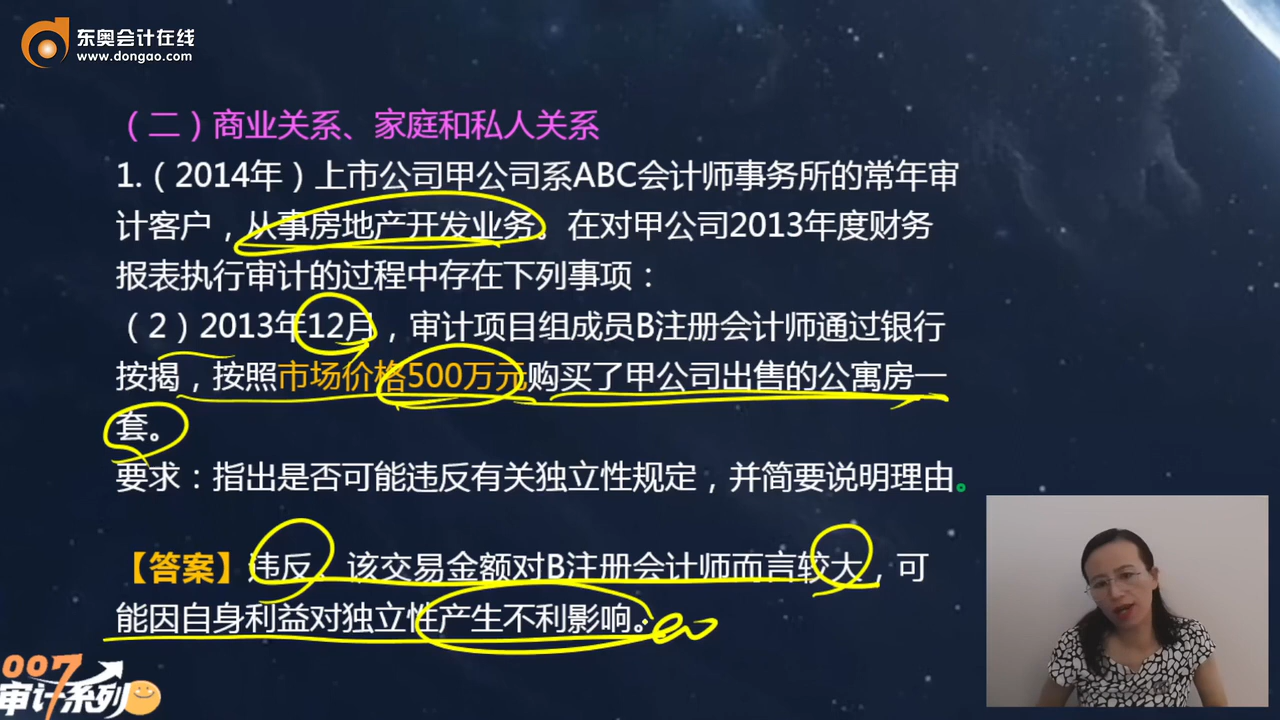 东奥会计在线
www.dongao.com
（二）商业关系、家庭和私人关系
1.（2014年）上市公司甲公司系ABC会计师事务所的常年审
计客户，从事房地产开发业务。在对甲公司2013年度财务
报表执行审计的过程中存在下列事项：
（2）2013年12月，审计项目组成员B注册会计师通过银行
按揭，按照市场价格500万元购买了甲公司出售的公寓房一
套。
要求：指出是否可能违反有关独立性规定，并简要说明理由。
【答案】违反。该交易金额对B注册会计师而言较大，可
能因自身利益对独立性产生不利影响。
007
审计系列